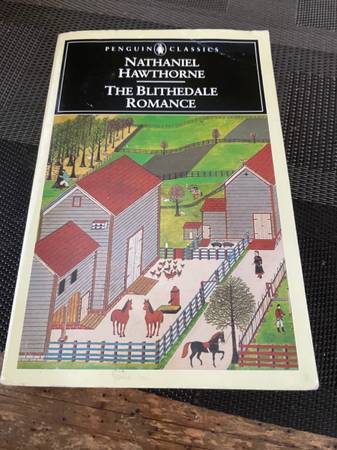 PENGUIN CLASSICS
NATHANIEL
HAWTHORNE
THE BLITHEDALE
ROMANCE